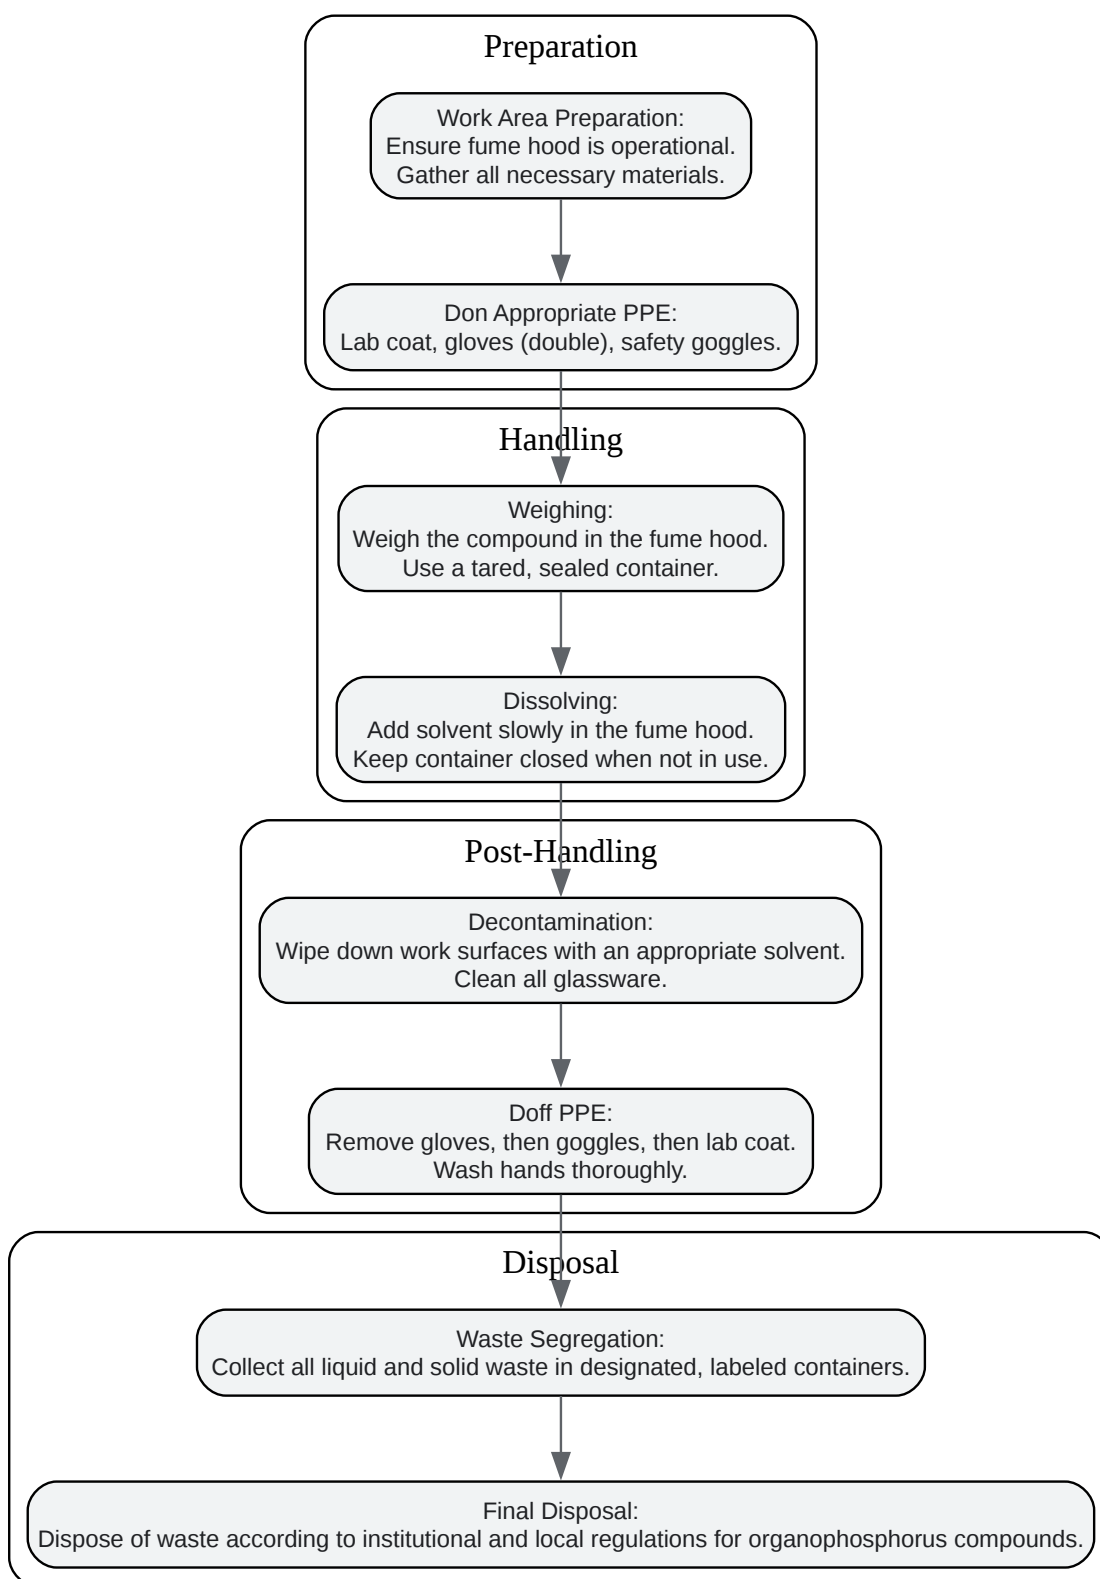 Preparation
Work Area Preparation:
Ensure fume hood is operational.
Gather all necessary materials.
Don Appropriate PPE:
Lab coat, gloves (double), safety goggles.
Handling
Weighing:
Weigh the compound in the fume hood.
Use a tared, sealed container.
Dissolving:
Add solvent slowly in the fume hood.
Keep container closed when not in use.
Post-Handling
Decontamination:
Wipe down work surfaces with an appropriate solvent.
Clean all glassware.
Doff PPE:
Remove gloves, then goggles, then lab coat.
Wash hands thoroughly.
Disposal
Waste Segregation:
Collect all liquid and solid waste in designated, labeled containers.
Final Disposal:
Dispose of waste according to institutional and local regulations for organophosphorus compounds.